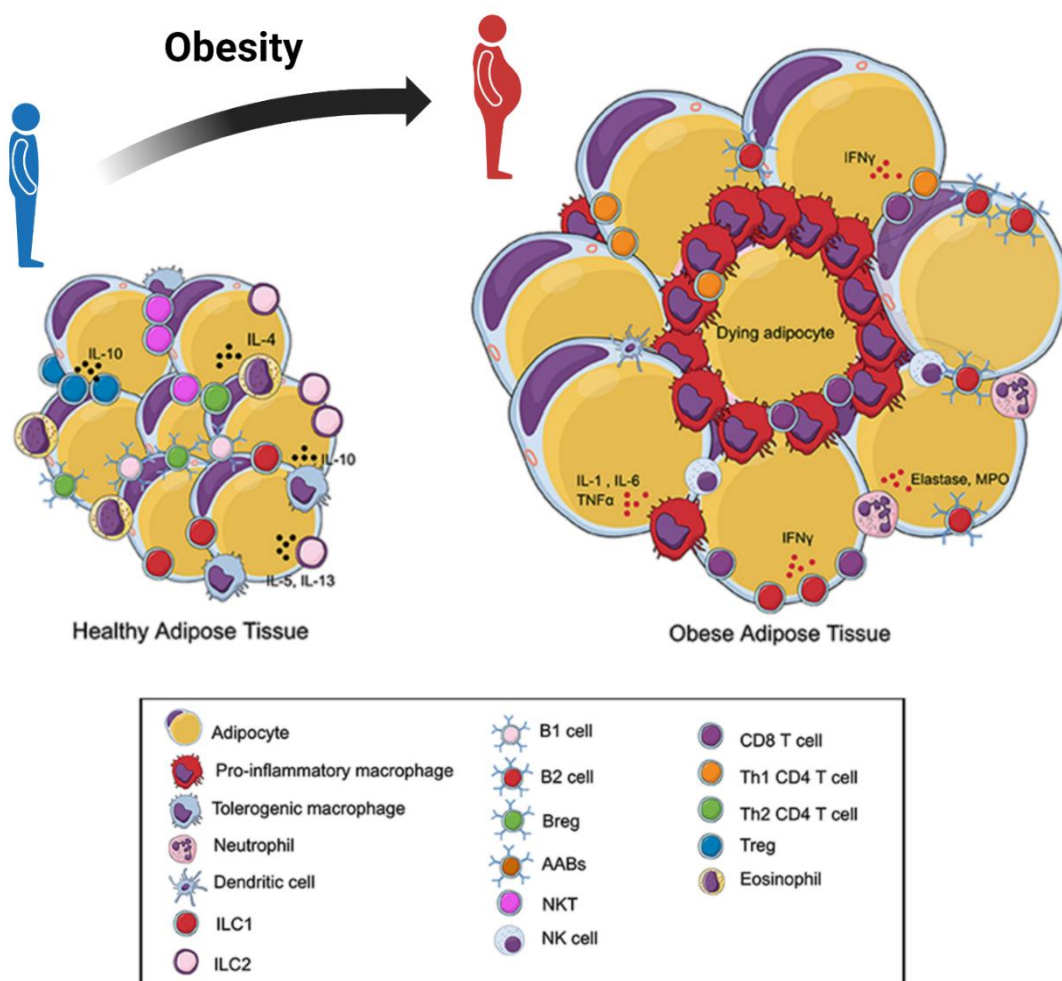 Obesity
IL-10
IL-4
IL-10
IL-5, IL-13
Healthy Adipose Tissue
IFNγ
Dying adipocyte
IL-1 , IL-6
TNFα
Elastase, MPO
IFNγ
Obese Adipose Tissue
Adipocyte
Pro-inflammatory macrophage
Tolerogenic macrophage
Neutrophil
Dendritic cell
ILC1
ILC2
B1 cell
B2 cell
Breg
AABs
NKT
NK cell
CD8 T cell
Th1 CD4 T cell
Th2 CD4 T cell
Treg
Eosinophil